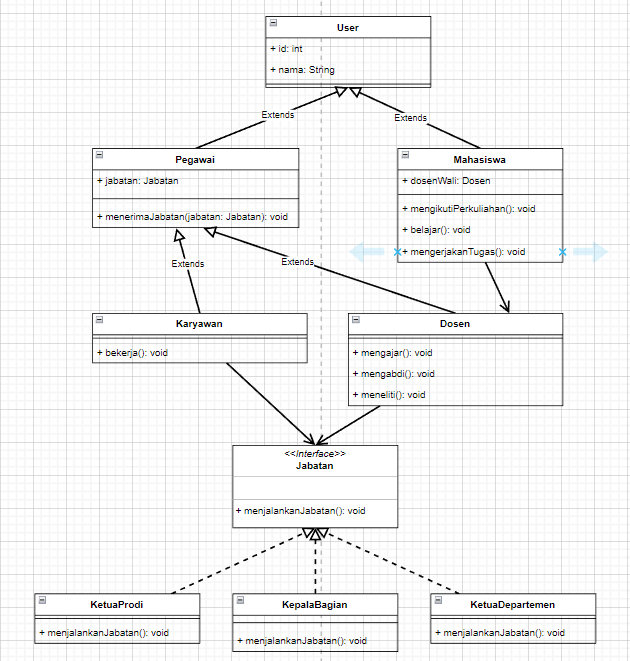 User
+ id: int
+ nama: String
Extends
Extends
Pegawai
+ jabatan: Jabatan
+ menerimaJabatan(jabatan: Jabatan): void
Mahasiswa
+ dosenWali: Dosen
+ mengikutiPerkuliahan(): void
+ belajar(): void
+ mengerjakanTugas(): void
Extends
Extends
Karyawan
+ bekerja(): void
Dosen
+ mengajar(): void
+ mengabdi(): void
+ meneliti(): void
<<Interface>>
Jabatan
+ menjalankanJabatan(): void
KetuaProdi
+ menjalankanJabatan(): void
KepalaBagian
+ menjalankanJabatan(): void
KetuaDepartemen
+ menjalankanJabatan(): void